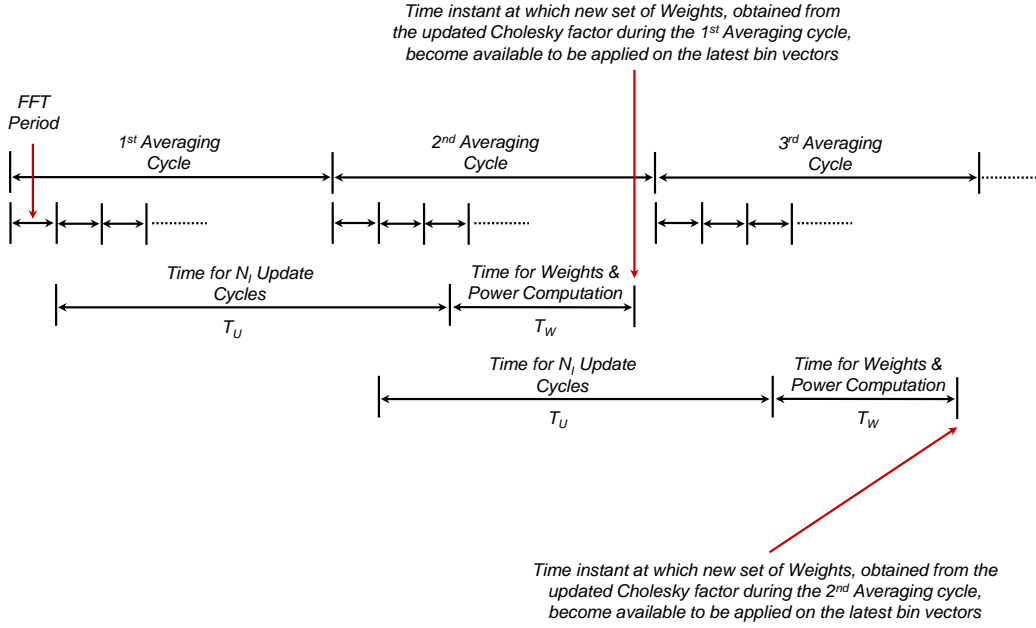 Time instant at which new set of Weights, obtained from
the updated Cholesky factor during the 1st Averaging cycle,
become available to be applied on the latest bin vectors
FFT
Period
1st Averaging
Cycle
2nd Averaging
Cycle
3rd Averaging
Cycle
Time for NI Update
Cycles
TU
Time for Weights &
Power Computation
TW
Time for NI Update
Cycles
TU
Time for Weights &
Power Computation
TW
Time instant at which new set of Weights, obtained from the
updated Cholesky factor during the 2nd Averaging cycle,
become available to be applied on the latest bin vectors